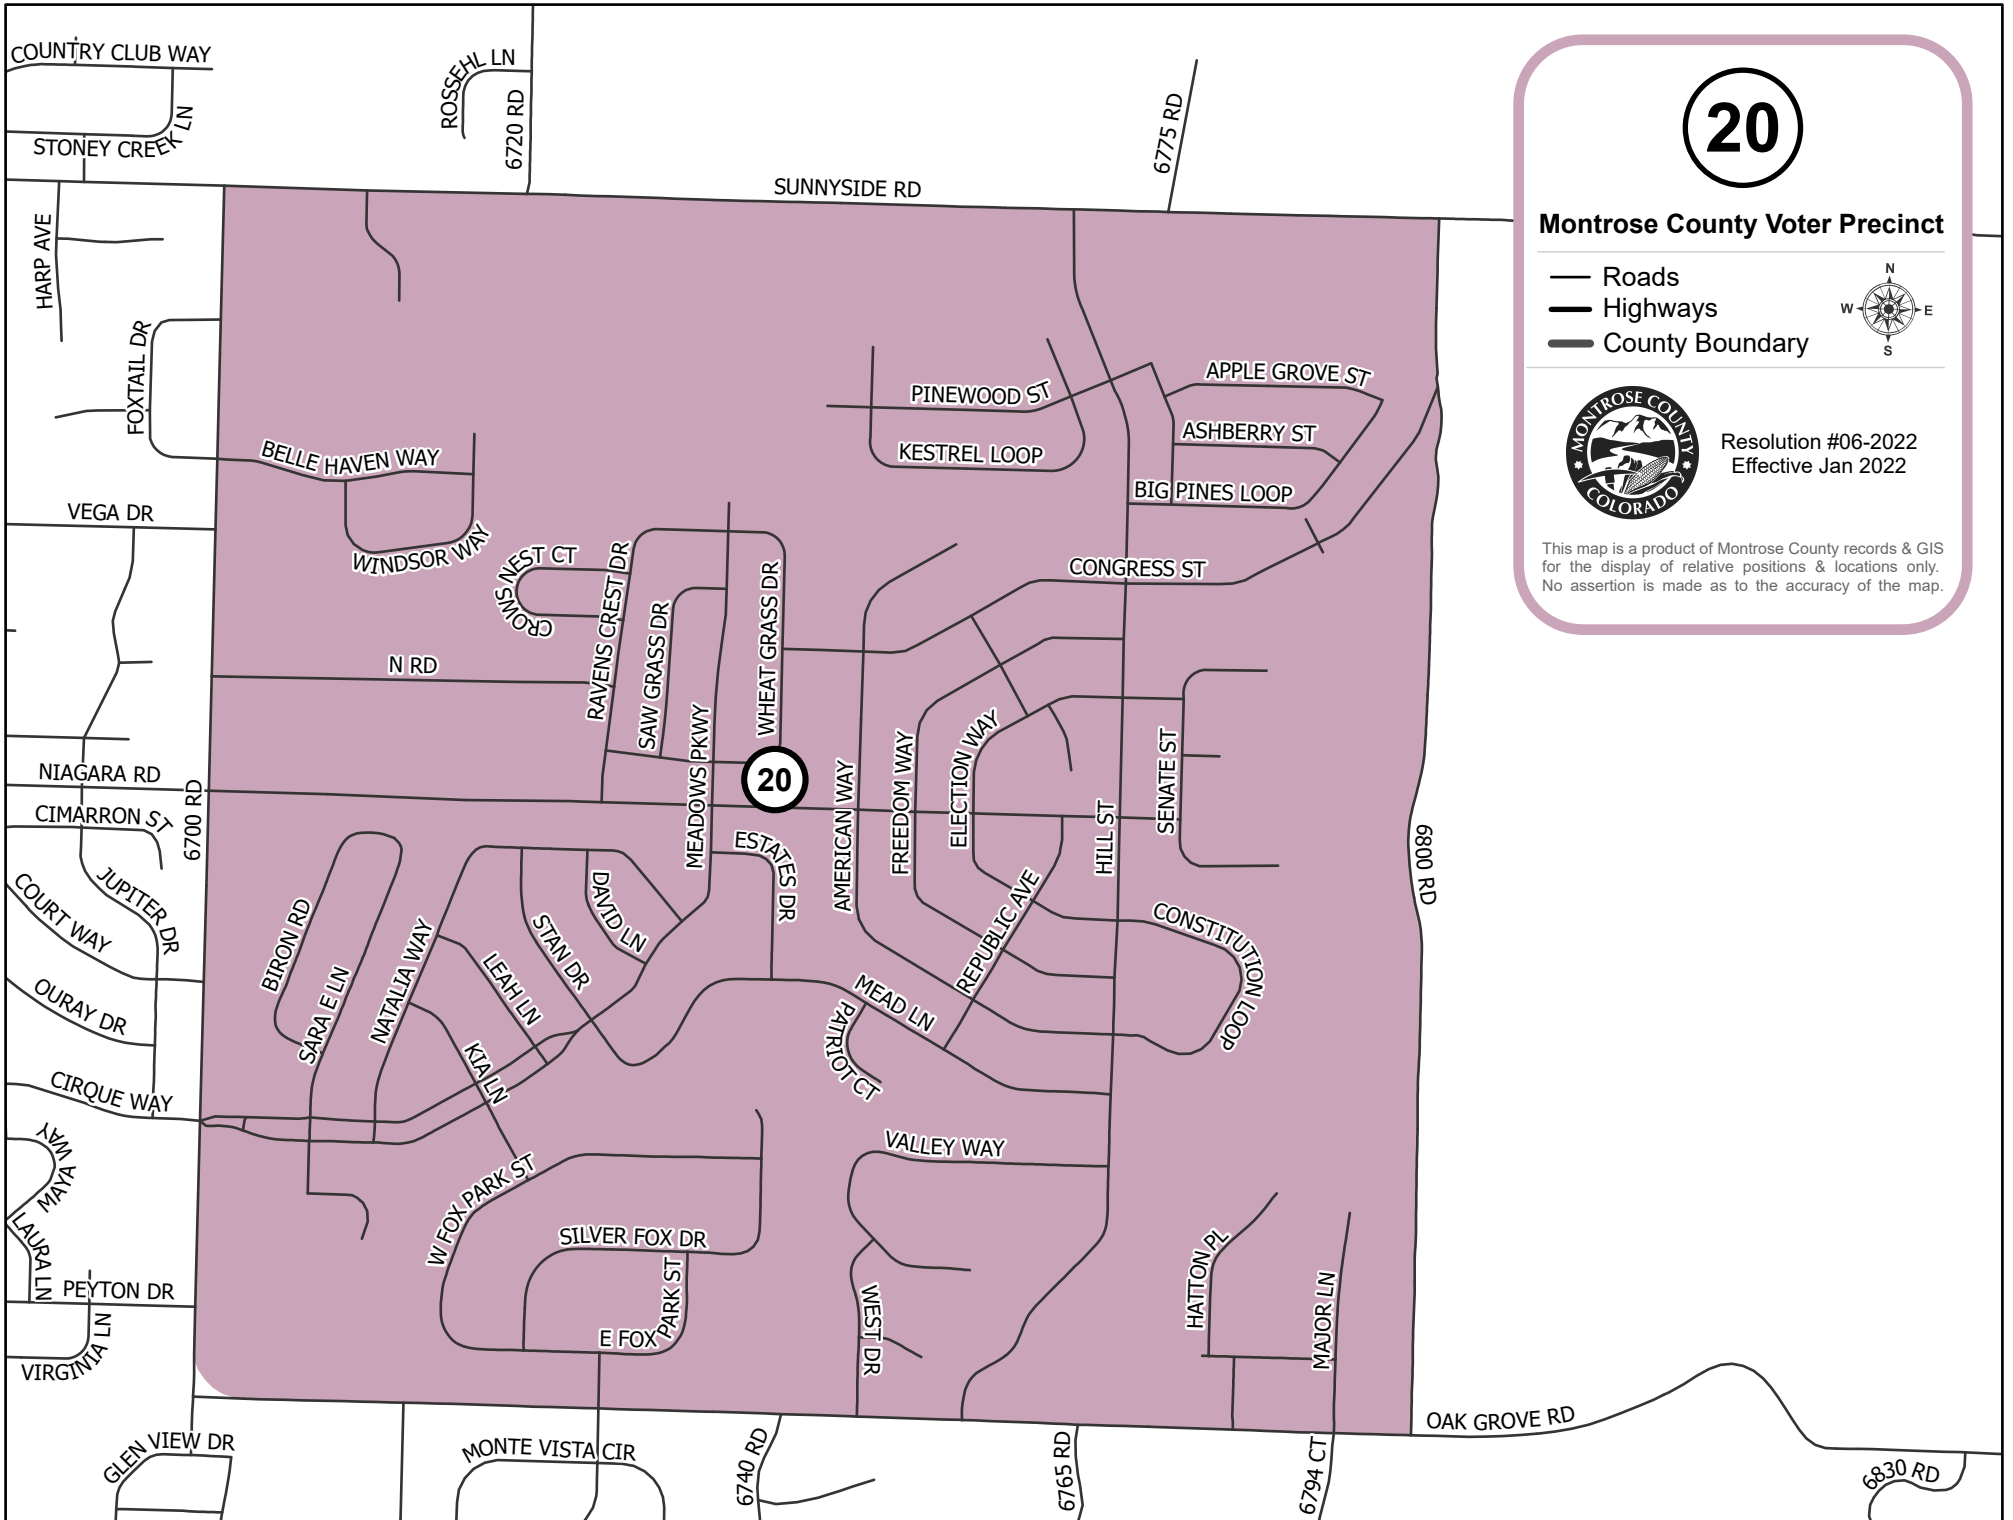 COUNTRY CLUB WAY
STONEY CREEK LN
ROSSEHL LN
6720 RD
6775 RD
SUNNYSIDE RD
HARP AVE
FOXTAIL DR
BELLE HAVEN WAY
WINDSOR WAY
VEGA DR
PINEWOOD ST
KESTREL LOOP
APPLE GROVE ST
ASHBERRY ST
BIG PINES LOOP
CROWS NEST CT
RAVENS CREST DR
SAW GRASS DR
WHEAT GRASS DR
CONGRESS ST
N RD
MEADOWS PKWY
NIAGARA RD
6700 RD
CIMARRON ST
20
AMERICAN WAY
FREEDOM WAY
ELECTION WAY
HILL ST
SENATE ST
6800 RD
ESTATES DR
COURT WAY
JUPITER DR
OURAY DR
BIRON RD
SARA E LN
NATALIA WAY
LEAH LN
STAN DR
DAVID LN
KIA LN
REPUBLIC AVE
CONSTITUTION LOOP
MEAD LN
PATRIOT CT
CIRQUE WAY
MAYA WAY
LAURA LN
PEYTON DR
VIRGINIA LN
W FOX PARK ST
SILVER FOX DR
E FOX PARK ST
VALLEY WAY
WEST DR
HATTON PL
MAJOR LN
OAK GROVE RD
GLEN VIEW DR
MONTE VISTA CIR
6740 RD
6765 RD
6794 CT
6830 RD
20
Montrose County Voter Precinct
Roads
Highways
County Boundary
N
W
E
S
MONTROSE COUNTY
COLORADO
Resolution #06-2022
Effective Jan 2022
This map is a product of Montrose County records & GIS
for the display of relative positions & locations only.
No assertion is made as to the accuracy of the map.